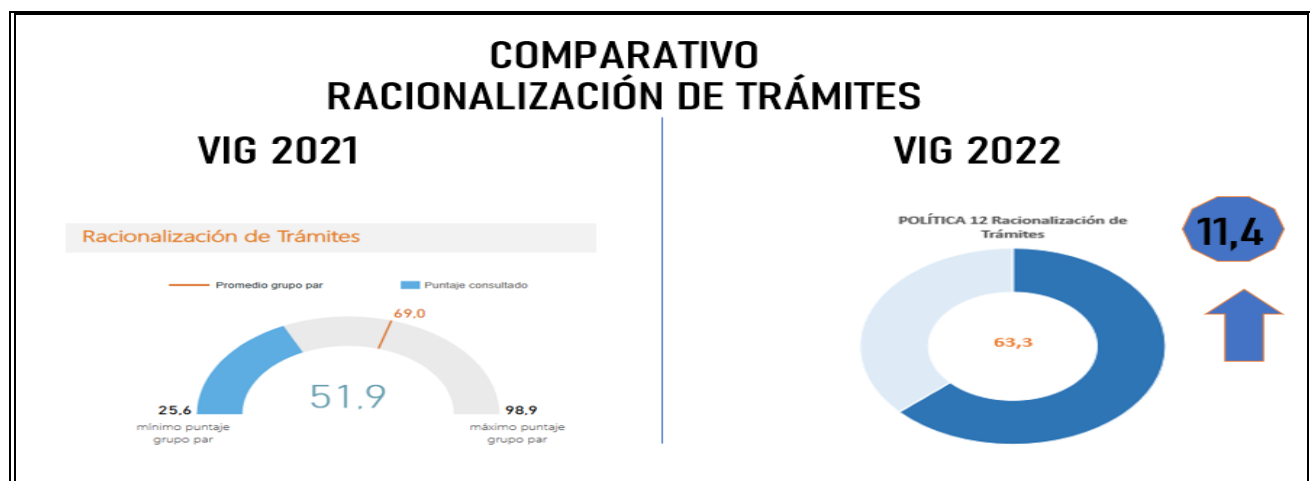 COMPARATIVO
RACIONALIZACIÓN DE TRÁMITES
VIG 2021
Racionalización de Trámites
Promedio grupo par
Puntaje consultado
69,0
51,9
25,6
mínimo puntaje
grupo par
98,9
máximo puntaje
grupo par
VIG 2022
POLÍTICA 12 Racionalización de
Trámites
63,3
11,4